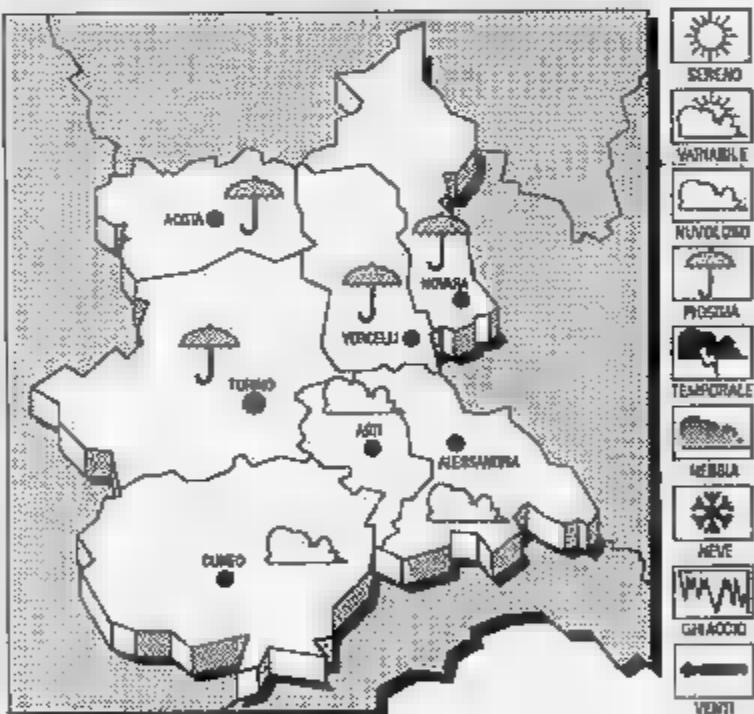 SERENO
VARIABILE
NUVOLOSO
PIOGGIA
TEMPORALE
NEBBIA
NEVE
GHIACCIO
VENTI
AOSTA
NOVARA
VERCELLI
TORINO
ASTI
ALESSANDRIA
CUNEO